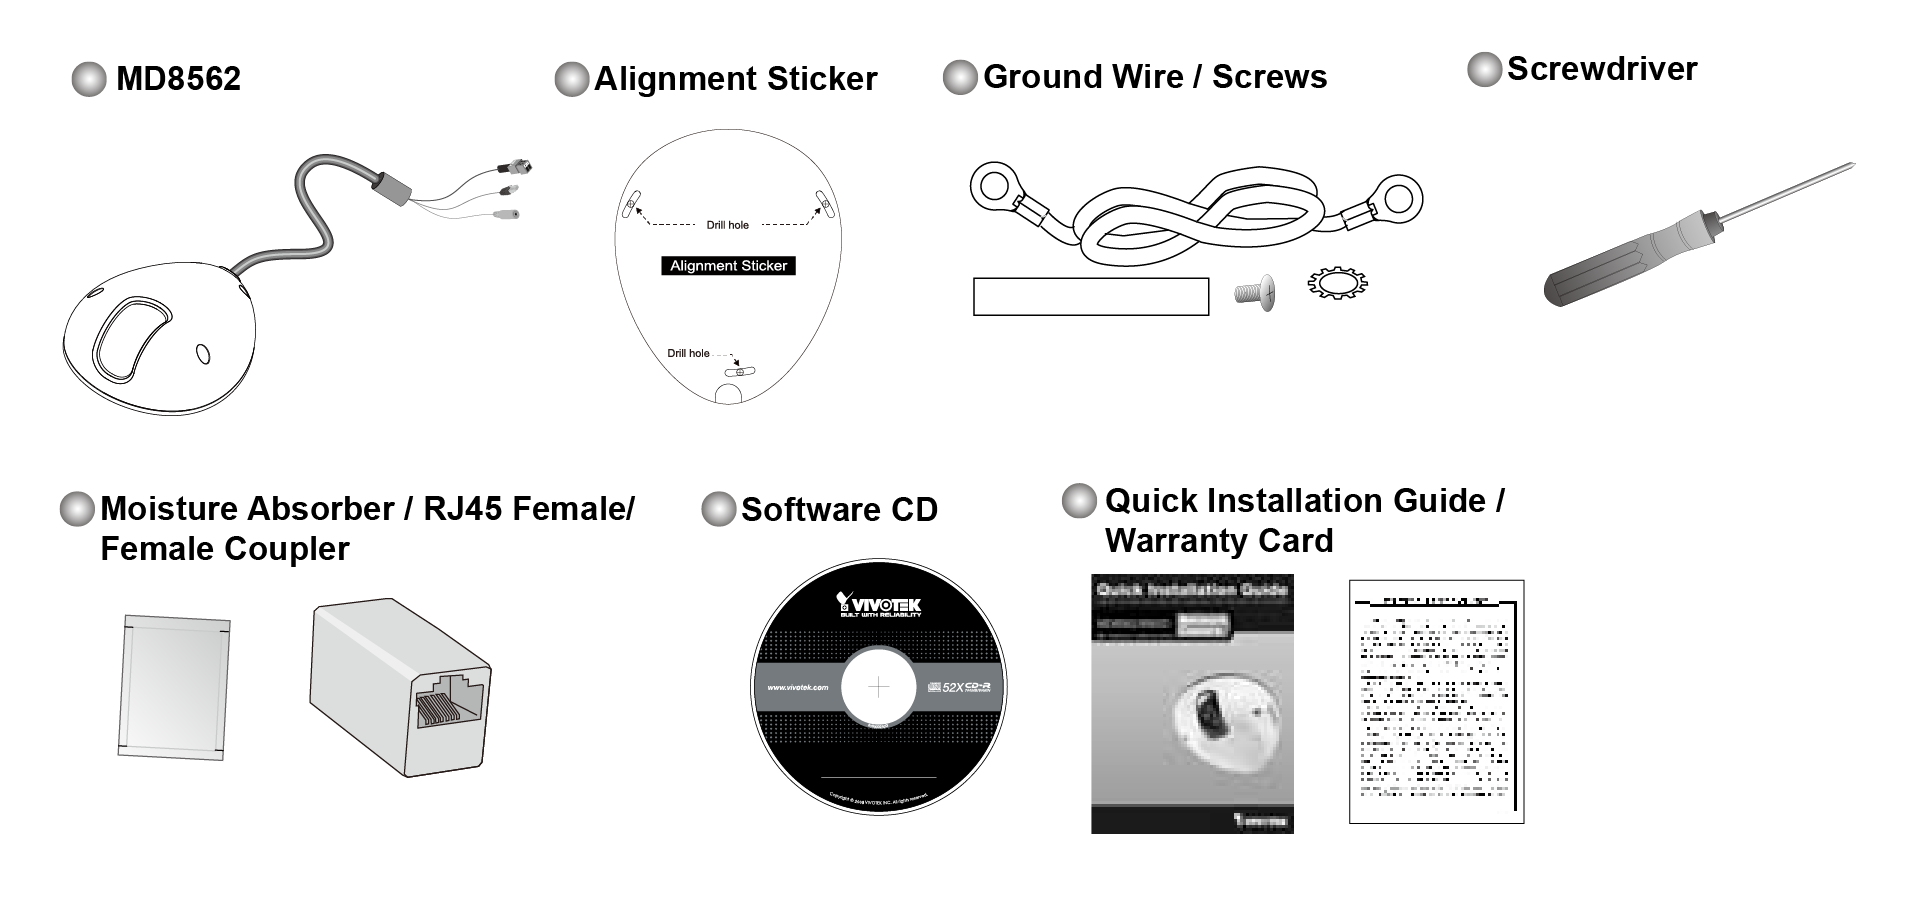 MD8562
Alignment Sticker
Ground Wire / Screws
Screwdriver
Drill hole
Alignment Sticker
Drill hole
Moisture Absorber / RJ45 Female/
Female Coupler
Software CD
Quick Installation Guide /
Warranty Card
VIVOTEK
BUILT WITH RELIABILITY
www.vivotek.com
52X CD-R
Copyright © 2008 VIVOTEK INC. All rights reserved.
Quick Installation Guide